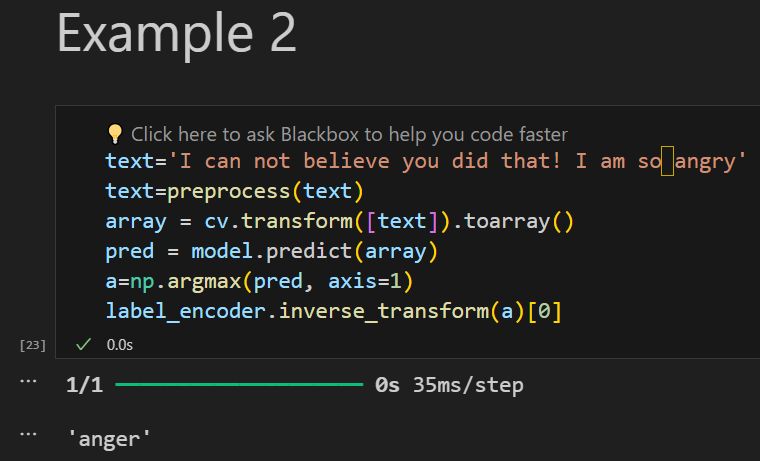 Example 2
💡 Click here to ask Blackbox to help you code faster
text='I can not believe you did that! I am so angry'
text=preprocess(text)
array = cv.transform([text]).toarray()
pred = model.predict(array)
a=np.argmax(pred, axis=1)
label_encoder.inverse_transform(a)[0]
[23] ✓ 0.0s
... 1/1 ━━━━━━━━━━━━━━━━━━━━ 0s 35ms/step
... 'anger'